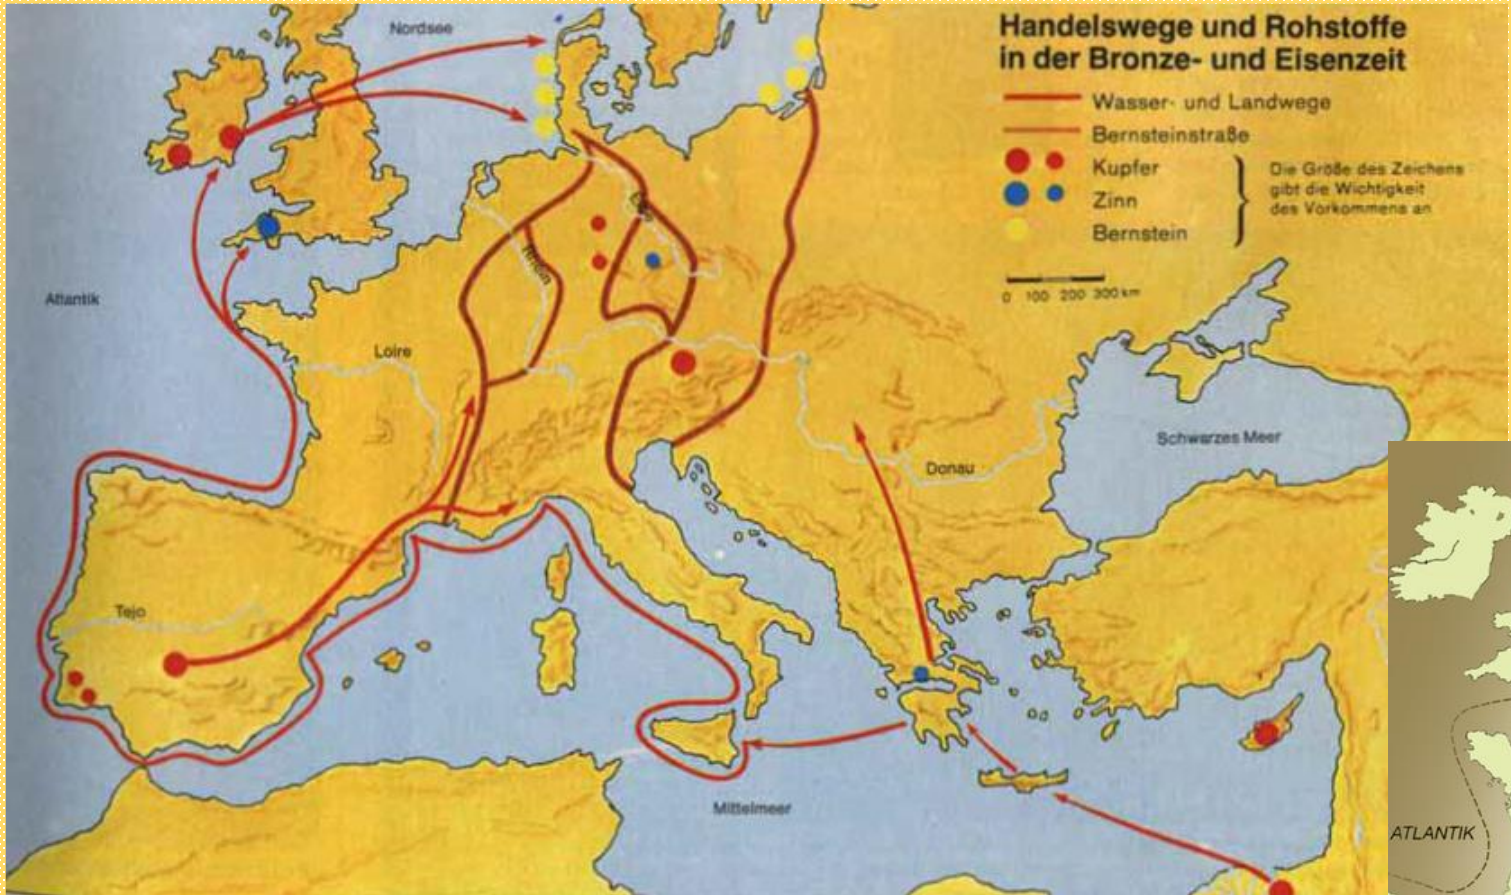 Handelswege und Rohstoffe
in der Bronze- und Eisenzeit
Wasser- und Landwege
Bernsteinstraße
Kupfer
Zinn
Bernstein
Die Größe des Zeichens
gibt die Wichtigkeit
des Vorkommens an
0 100 200 300 km
Nordsee
Elbe
Rhein
Atlantik
Loire
Schwarzes Meer
Donau
Tejo
Mittelmeer
ATLANTIK